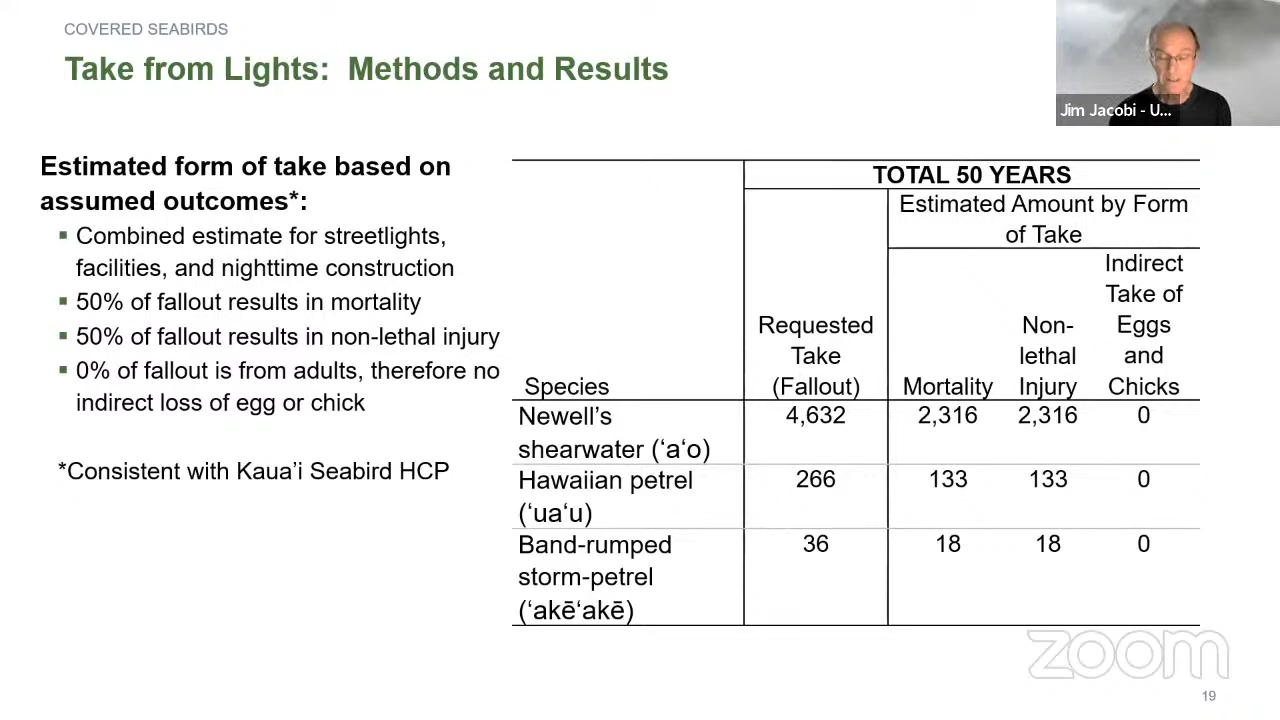 COVERED SEABIRDS
Take from Lights: Methods and Results
Jim Jacobi - U...
Estimated form of take based on
assumed outcomes*:
▪ Combined estimate for streetlights,
facilities, and nighttime construction
▪ 50% of fallout results in mortality
▪ 50% of fallout results in non-lethal injury
▪ 0% of fallout is from adults, therefore no
indirect loss of egg or chick
*Consistent with Kaua’i Seabird HCP
TOTAL 50 YEARS
Estimated Amount by Form
of Take
Species
Requested
Take
(Fallout)
Mortality
Non-
lethal
Injury
Indirect
Take of
Eggs
and
Chicks
Newell’s 4,632 2,316 2,316 0
shearwater (ʻaʻo)
Hawaiian petrel 266 133 133 0
(ʻuaʻu)
Band-rumped 36 18 18 0
storm-petrel
(ʻakēʻakē)
zoom
19